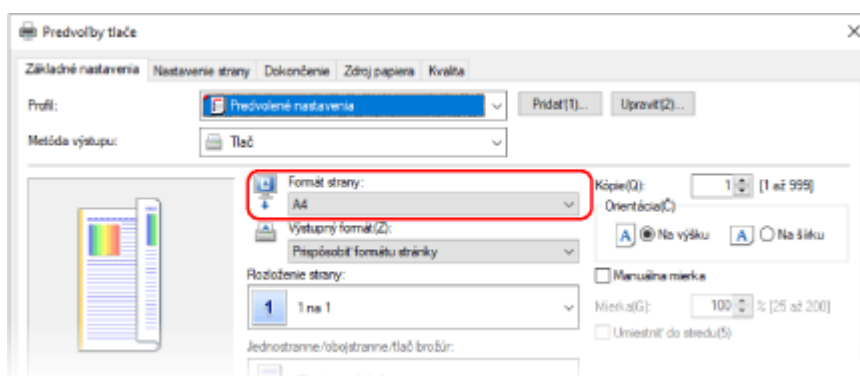 Predvoľby tlače
Základné nastavenia Nastavenie strany Dokončenie Zdroj papiera Kvalita
Profil: Predvolené nastavenia Pridať(1)... Upraviť(2)...
Metóda výstupu: Tlač
Formát strany:
A4
Kópie(Q): 1 [1 až 999]
Orientácia(Č)
Výstupný formát(Z):
A Na výšku A Na šírku
Prispôsobiť formátu stránky
Rozloženie strany:
Manuálna mierka
1 1 na 1
Mierka(G): 100 % [25 až 200]
Umiestniť do stredu(5)
Jednostranne/obojstranne/tlač brožúr: